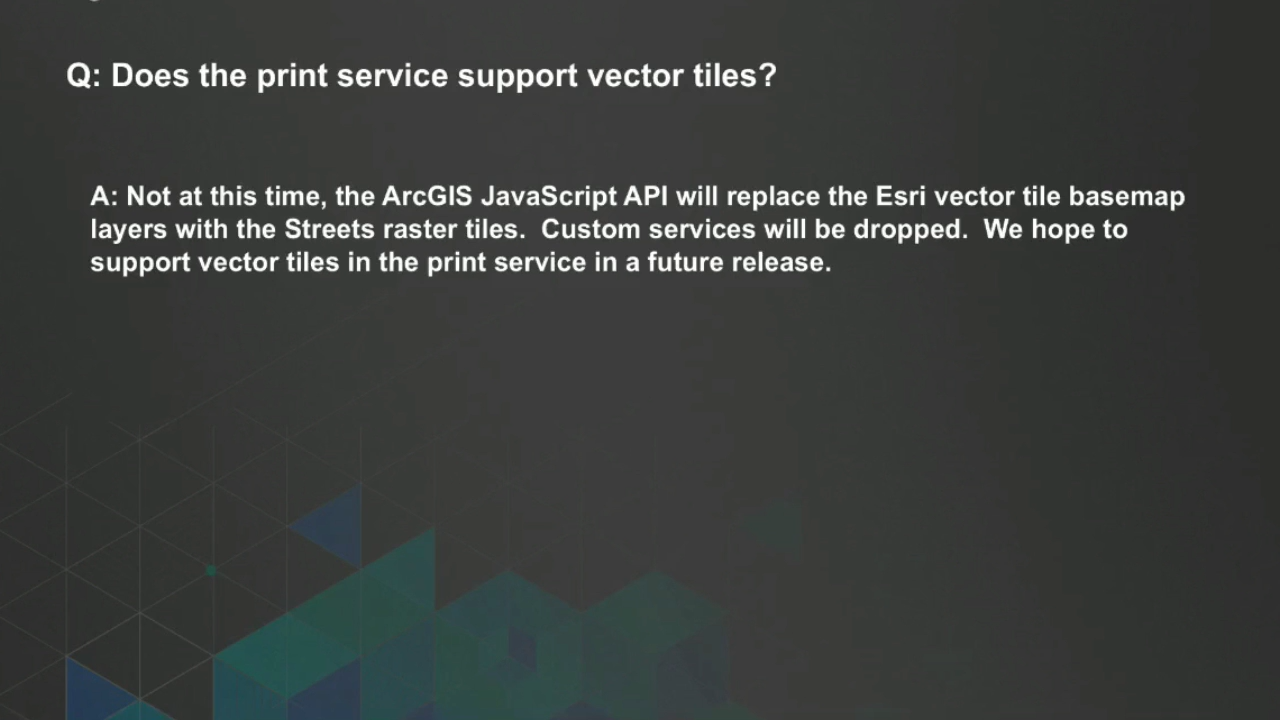 Q: Does the print service support vector tiles?
A: Not at this time, the ArcGIS JavaScript API will replace the Esri vector tile basemap
layers with the Streets raster tiles.  Custom services will be dropped.  We hope to
support vector tiles in the print service in a future release.